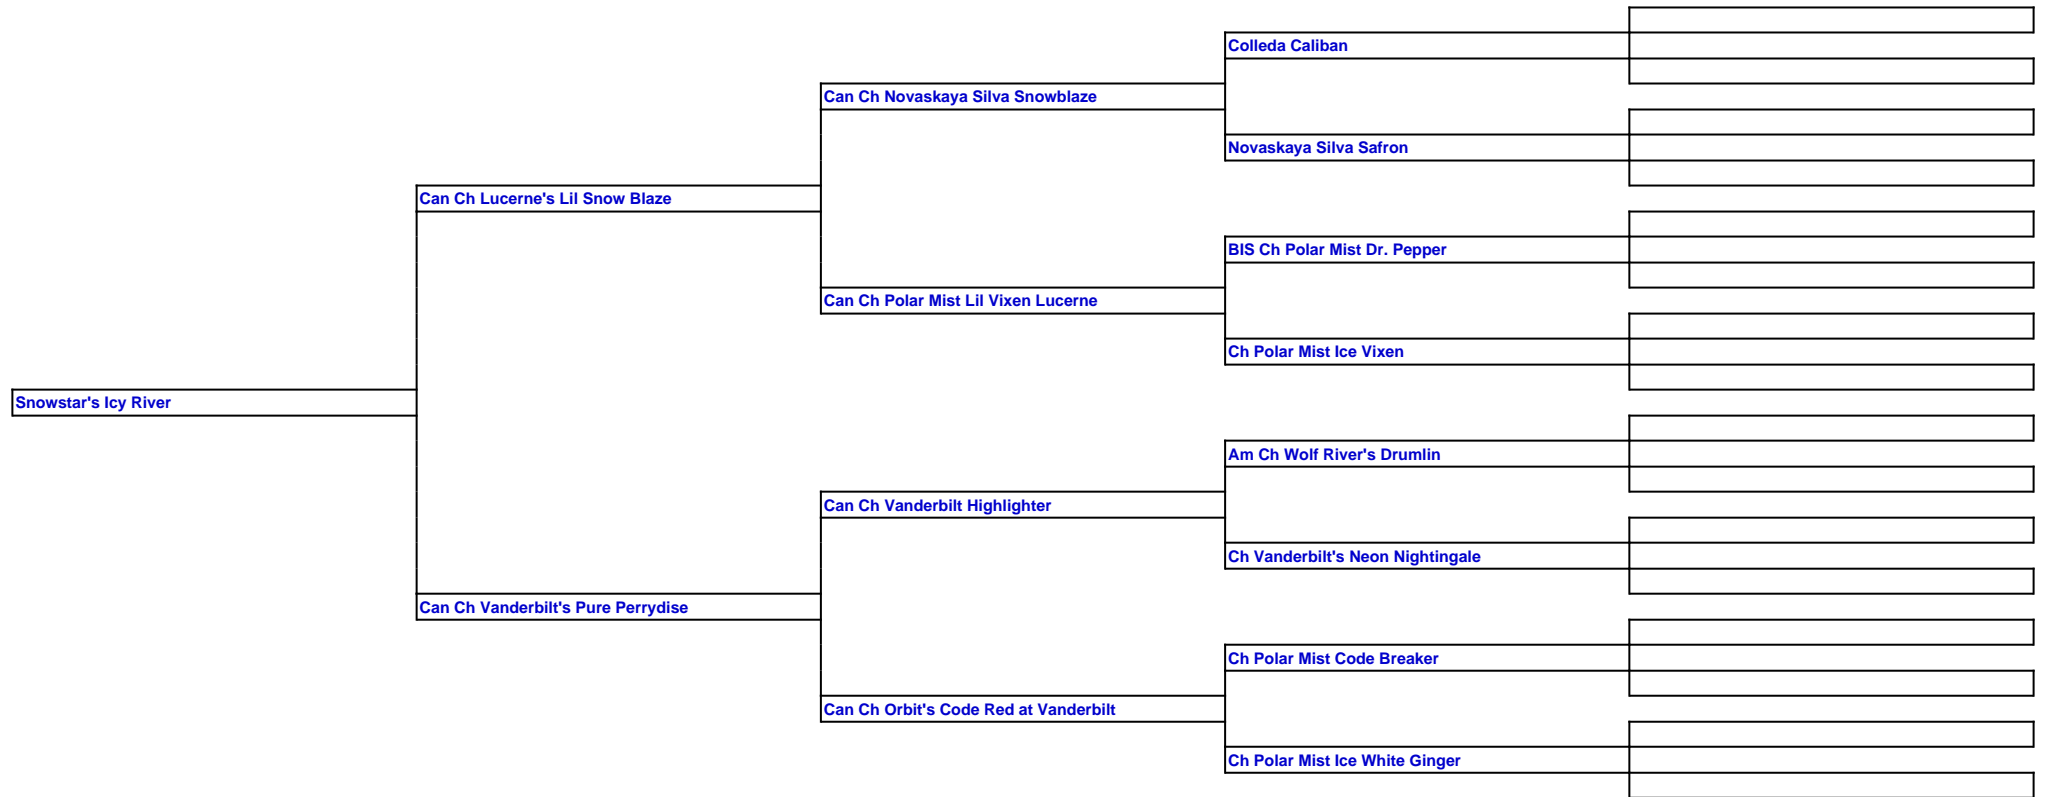 Colleda Caliban
Can Ch Novaskaya Silva Snowblaze
Novaskaya Silva Safron
Can Ch Lucerne's Lil Snow Blaze
BIS Ch Polar Mist Dr. Pepper
Can Ch Polar Mist Lil Vixen Lucerne
Ch Polar Mist Ice Vixen
Snowstar's Icy River
Am Ch Wolf River's Drumlin
Can Ch Vanderbilt Highlighter
Ch Vanderbilt's Neon Nightingale
Can Ch Vanderbilt's Pure Perrydise
Ch Polar Mist Code Breaker
Can Ch Orbit's Code Red at Vanderbilt
Ch Polar Mist Ice White Ginger